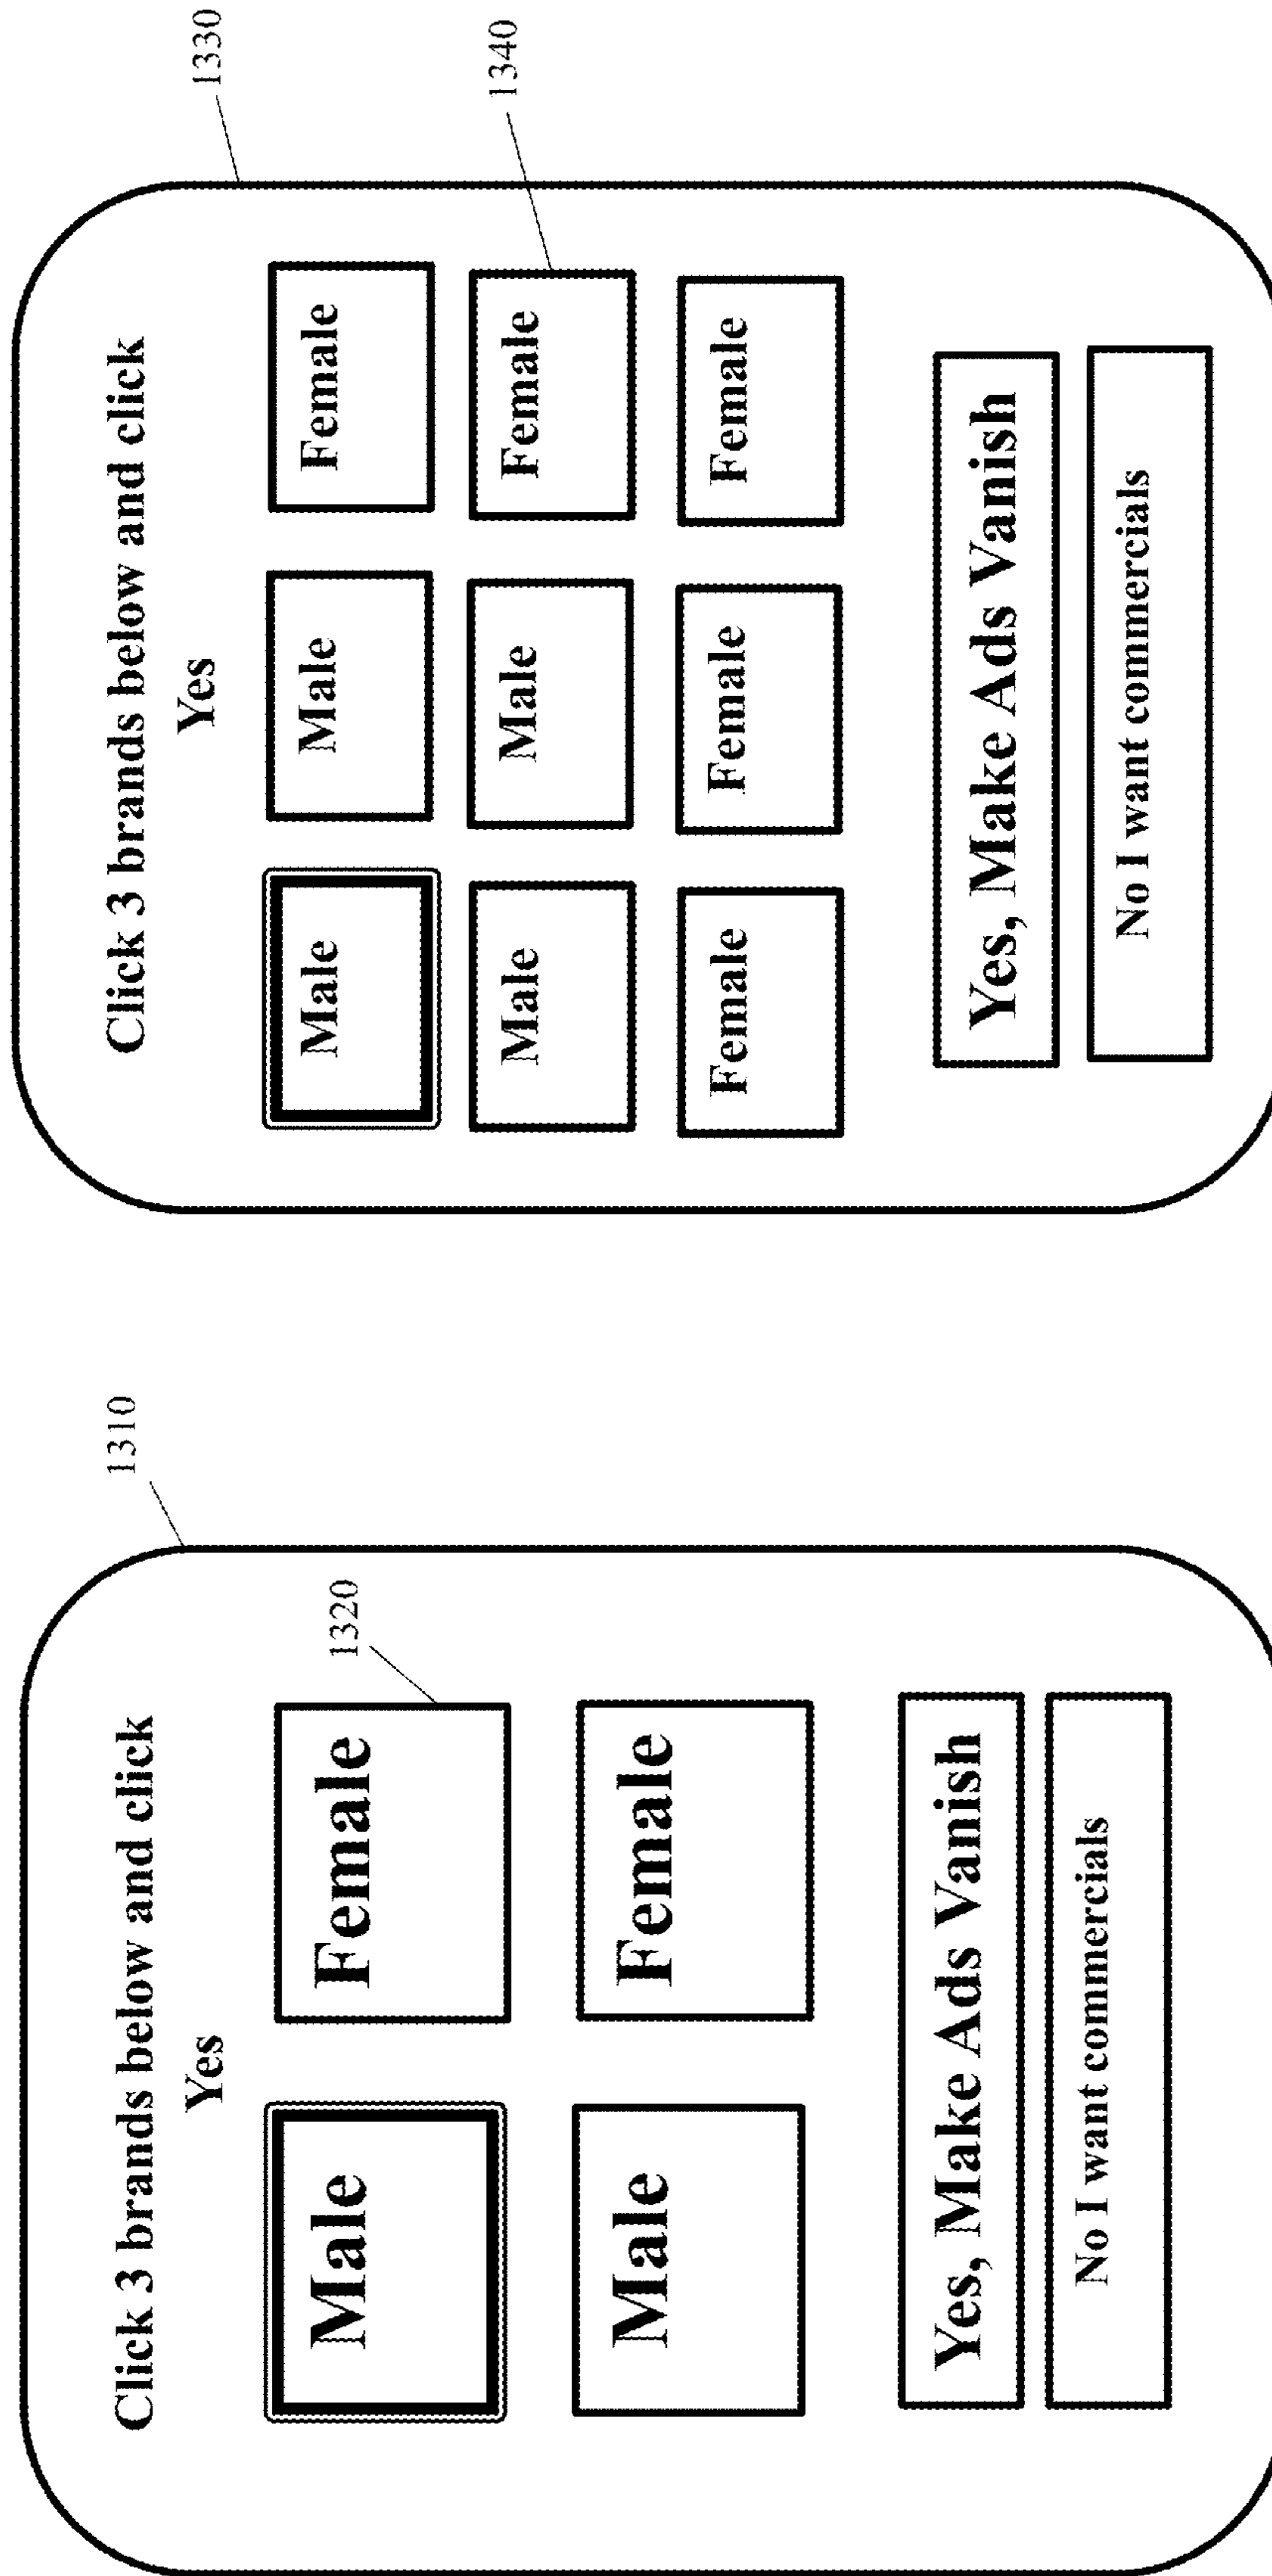 1310
Click 3 brands below and click
Yes
1320
Male
Female
Male
Female
Yes, Make Ads Vanish
No I want commercials
1330
Click 3 brands below and click
Yes
Male
Male
Female
1340
Male
Male
Female
Female
Female
Female
Yes, Make Ads Vanish
No I want commercials